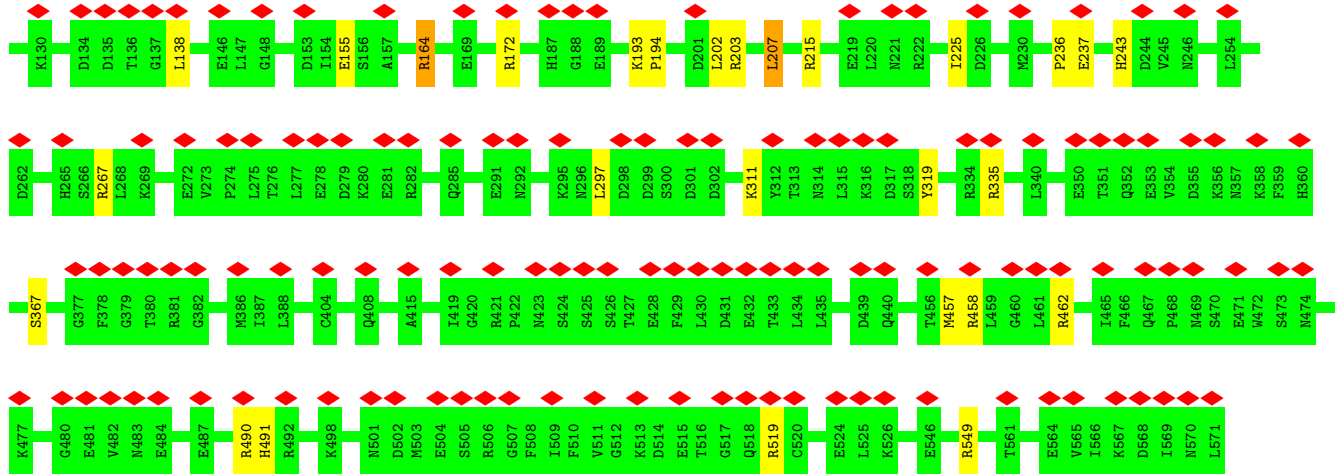 K130 D134 D135 T136 G137 L138 E146 L147 G148 D153 I154 E155 S156 A157 R164 E169 R172 H187 G188 E189 K193 P194 D201 L202 R203 L207 R215 E219 L220 N221 R222 I225 D226 M230 P236 E237 H243 D244 V245 N246 L254
D262 H265 S266 R267 L268 K269 E272 V273 P274 L275 T276 L277 E278 D279 K280 E281 R282 Q285 E291 N292 K295 N296 L297 D298 D299 S300 D301 D302 K311 Y312 T313 N314 L315 K316 D317 S318 Y319 R334 R335 L340 E350 T351 Q352 E353 V354 D355 K356 N357 K358 F359 H360
S367 G377 F378 G379 T380 R381 G382 M386 I387 L388 C404 Q408 A415 I419 G420 R421 P422 N423 S424 S425 S426 T427 E428 F429 L430 D431 E432 T433 L434 L435 D439 Q440 T456 M457 R458 L459 G460 L461 R462 I465 F466 Q467 P468 N469 S470 E471 W472 S473 N474
K477 G480 E481 V482 N483 E484 E487 R490 H491 R492 K498 N501 D502 M503 E504 S505 R506 G507 F508 I509 F510 V511 G512 K513 D514 E515 T516 G517 Q518 R519 C520 E524 L525 K526 E546 R549 T561 E564 V565 I566 K567 D568 I569 N570 L571